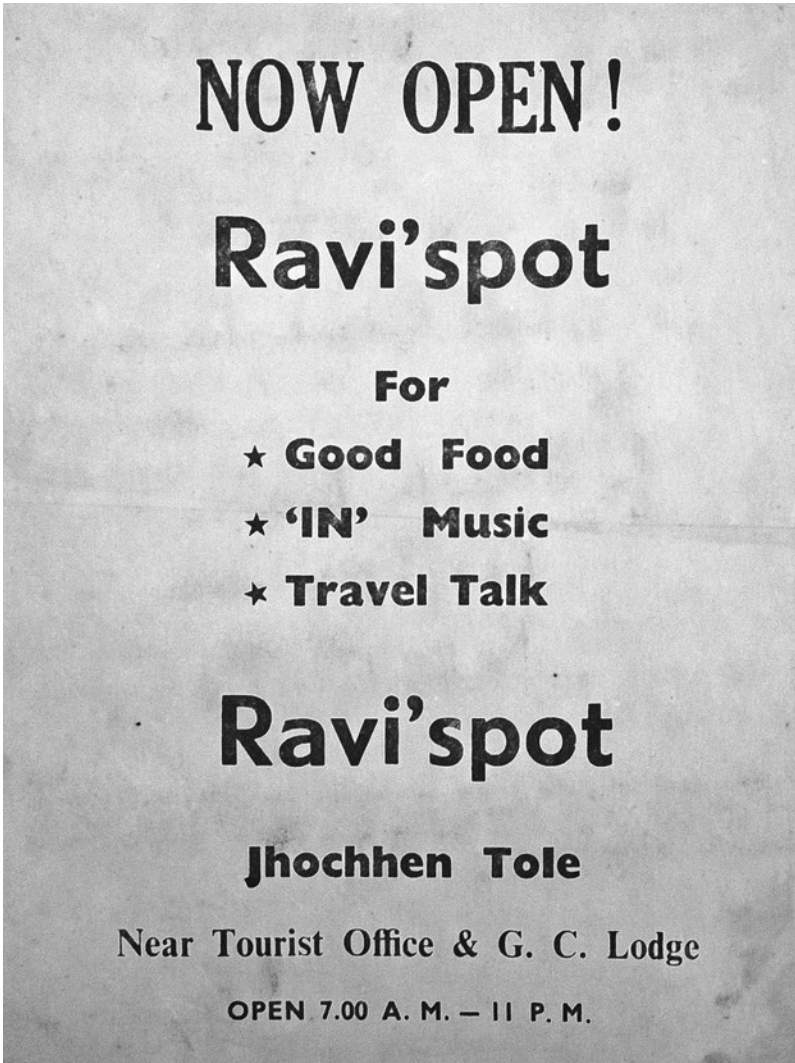 NOW OPEN!
Ravi'spot
For
★ Good Food
★ 'IN' Music
★ Travel Talk
Ravi'spot
Jhochhen Tole
Near Tourist Office & G. C. Lodge
OPEN 7.00 A. M. – 11 P. M.